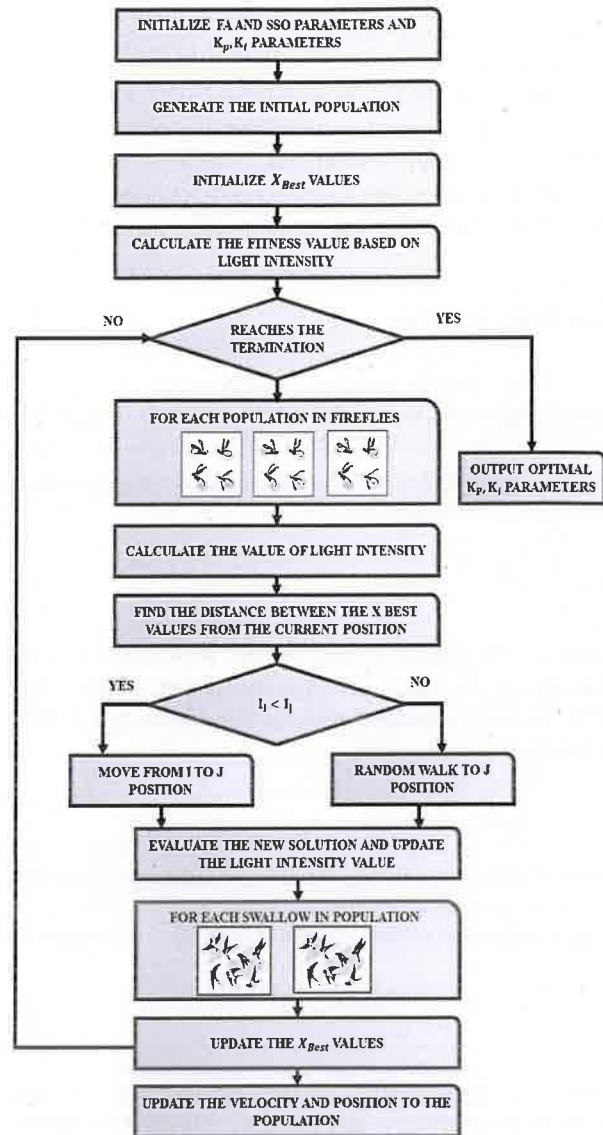 INITIALIZE FA AND SSO PARAMETERS AND
Kp, Ki PARAMETERS
GENERATE THE INITIAL POPULATION
INITIALIZE XBest VALUES
CALCULATE THE FITNESS VALUE BASED ON
LIGHT INTENSITY
NO
YES
REACHES THE
TERMINATION
FOR EACH POPULATION IN FIREFLIES
OUTPUT OPTIMAL
Kp, Ki PARAMETERS
CALCULATE THE VALUE OF LIGHT INTENSITY
FIND THE DISTANCE BETWEEN THE X BEST
VALUES FROM THE CURRENT POSITION
YES
NO
Ij < Ij
MOVE FROM I TO J
POSITION
RANDOM WALK TO J
POSITION
EVALUATE THE NEW SOLUTION AND UPDATE
THE LIGHT INTENSITY VALUE
FOR EACH SWALLOW IN POPULATION
UPDATE THE XBest VALUES
UPDATE THE VELOCITY AND POSITION TO THE
POPULATION